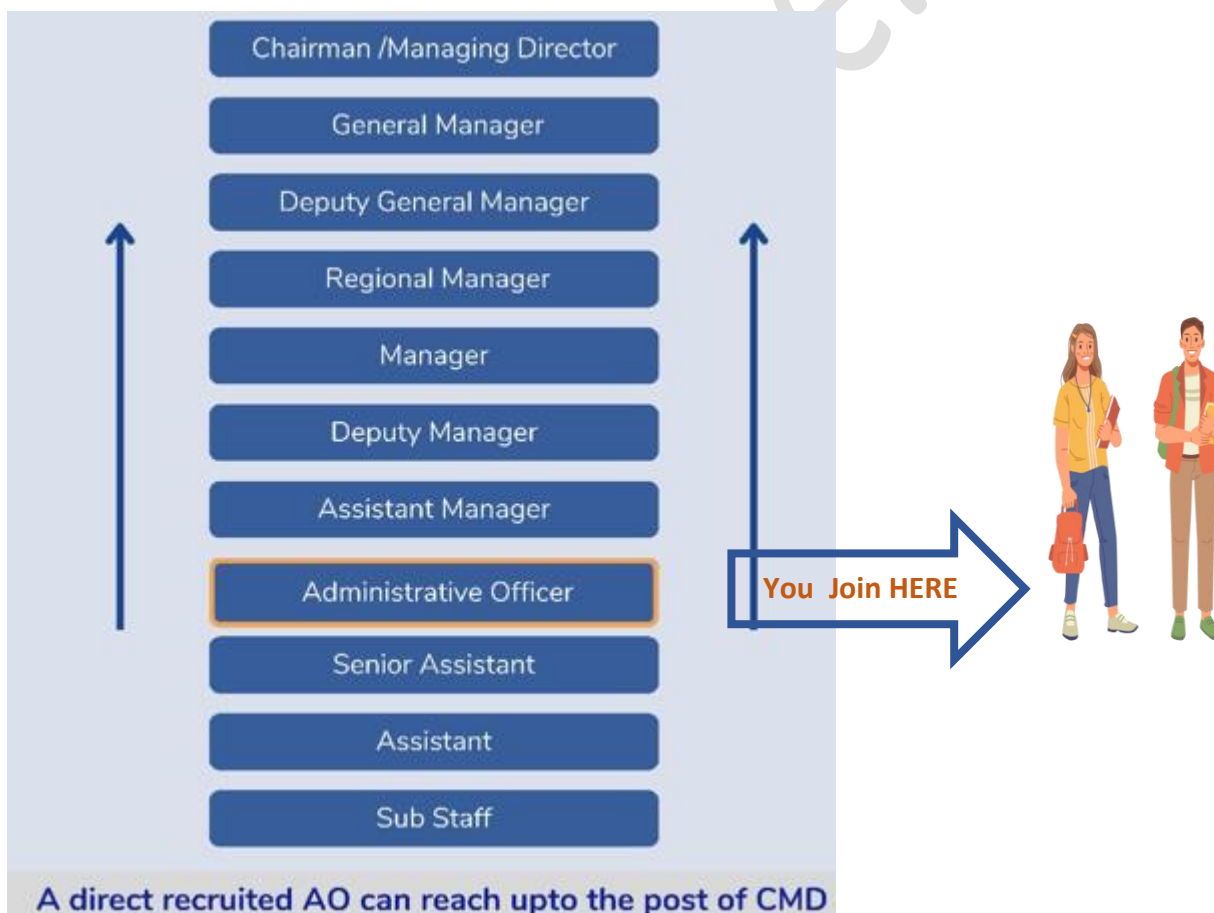 Chairman /Managing Director
General Manager
Deputy General Manager
Regional Manager
Manager
Deputy Manager
Assistant Manager
Administrative Officer
You Join HERE
Senior Assistant
Assistant
Sub Staff
A direct recruited AO can reach upto the post of CMD